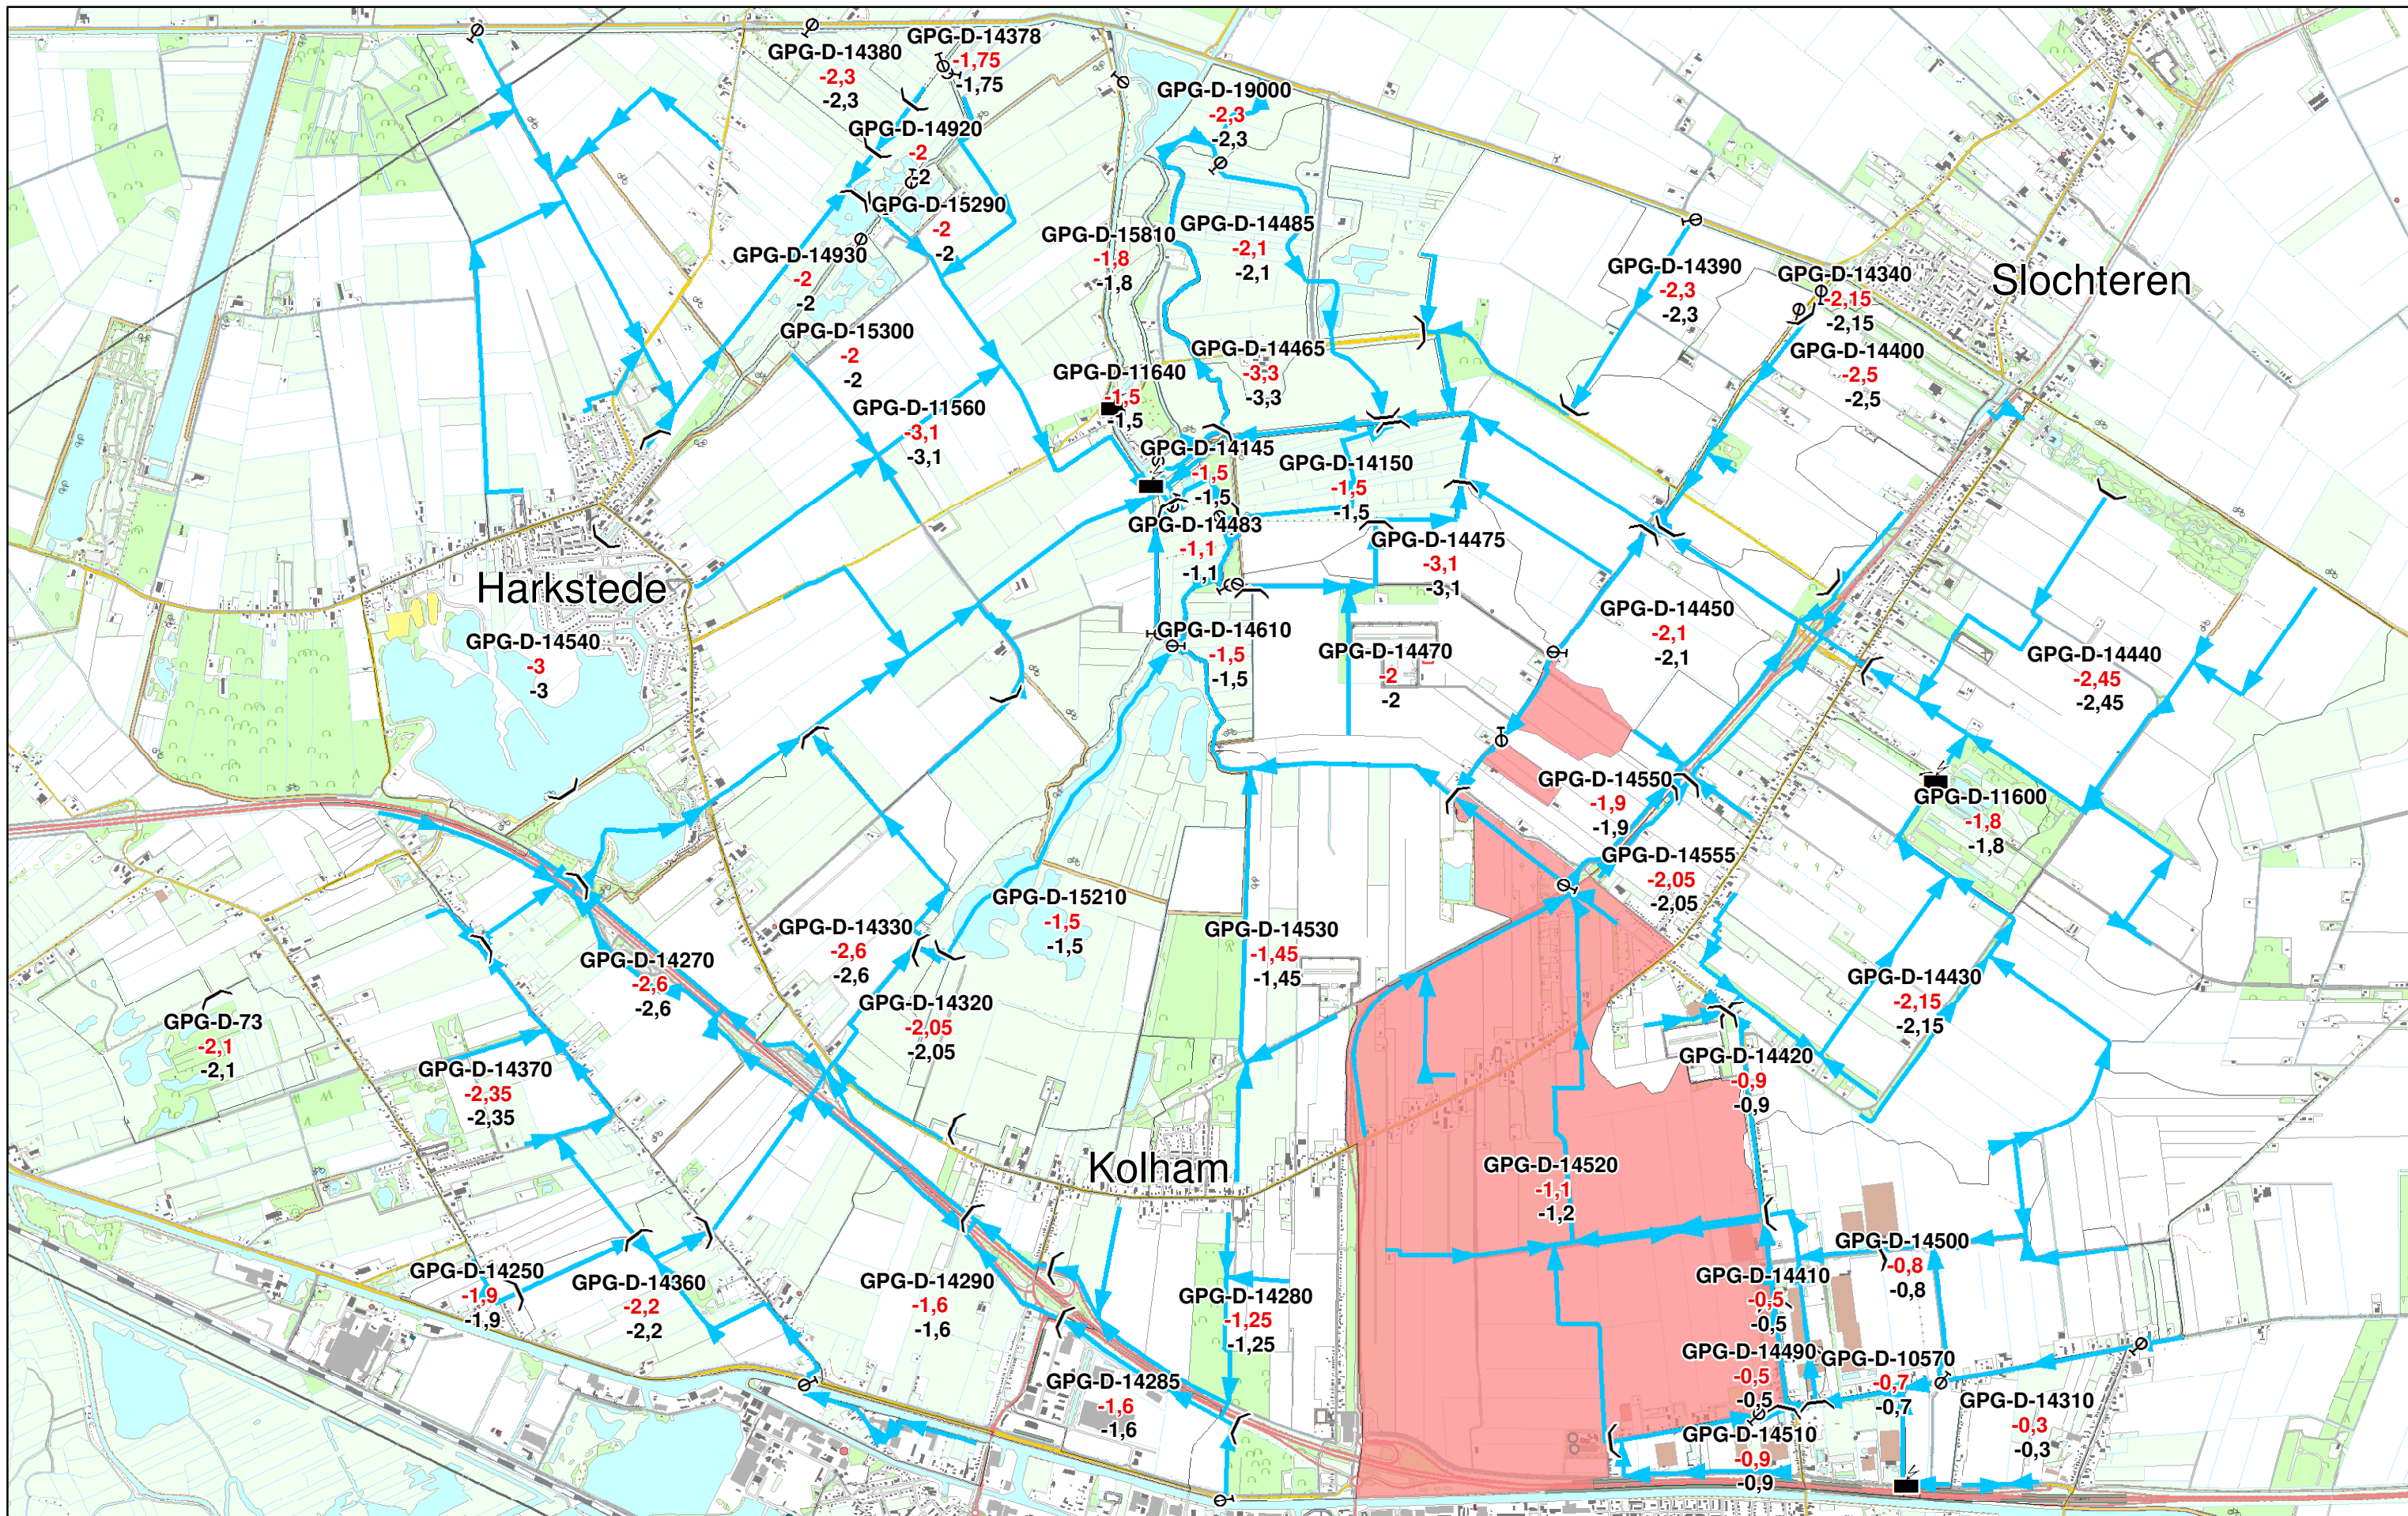 GPG-D-14378
-1,75
-1,75
GPG-D-14380
-2,3
-2,3
GPG-D-19000
-2,3
-2,3
GPG-D-14920
-2
-2
GPG-D-15290
-2
-2
GPG-D-14930
-2
-2
GPG-D-15810
-1,8
-1,8
GPG-D-14485
-2,1
-2,1
GPG-D-14390
-2,3
-2,3
GPG-D-14340
-2,15
-2,15
Slochteren
GPG-D-15300
-2
-2
GPG-D-14465
-3,3
-3,3
GPG-D-14400
-2,5
-2,5
GPG-D-11640
-1,5
-1,5
GPG-D-11560
-3,1
-3,1
GPG-D-14145
-1,5
-1,5
GPG-D-14150
-1,5
-1,5
GPG-D-14483
-1,1
-1,1
GPG-D-14475
-3,1
-3,1
Harkstede
GPG-D-14540
-3
-3
GPG-D-14610
-1,5
-1,5
GPG-D-14450
-2,1
-2,1
GPG-D-14470
-2
-2
GPG-D-14440
-2,45
-2,45
GPG-D-14550
-1,9
-1,9
GPG-D-11600
-1,8
-1,8
GPG-D-14555
-2,05
-2,05
GPG-D-15210
-1,5
-1,5
GPG-D-14330
-2,6
-2,6
GPG-D-14530
-1,45
-1,45
GPG-D-14270
-2,6
-2,6
GPG-D-14430
-2,15
-2,15
GPG-D-14320
-2,05
-2,05
GPG-D-73
-2,1
-2,1
GPG-D-14370
-2,35
-2,35
GPG-D-14420
-0,9
-0,9
Kolham
GPG-D-14520
-1,1
-1,2
GPG-D-14500
-0,8
-0,8
GPG-D-14250
-1,9
-1,9
GPG-D-14360
-2,2
-2,2
GPG-D-14290
-1,6
-1,6
GPG-D-14280
-1,25
-1,25
GPG-D-14410
-0,5
-0,5
GPG-D-14490
-0,5
-0,5
GPG-D-10570
-0,7
-0,7
GPG-D-14285
-1,6
-1,6
GPG-D-14310
-0,3
-0,3
GPG-D-14510
-0,9
-0,9